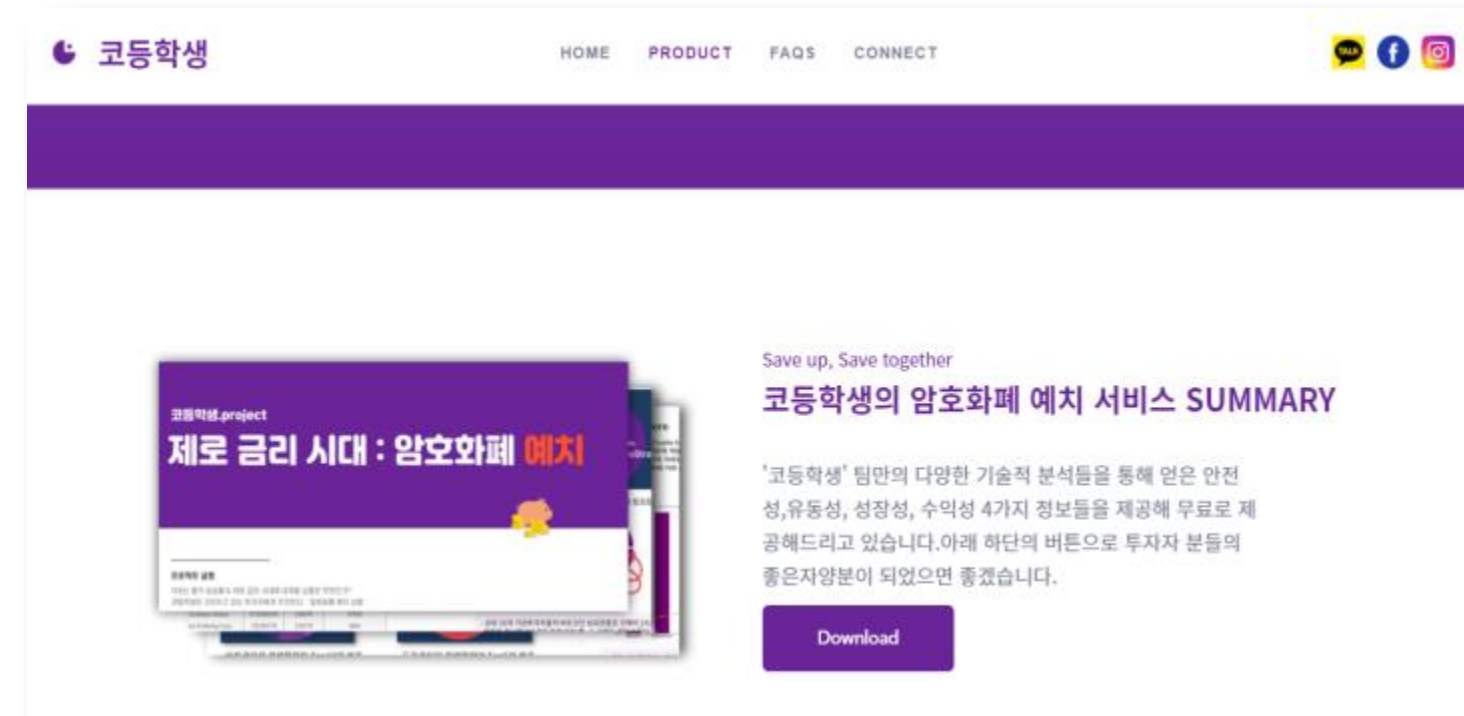 코등학생
HOME PRODUCT FAQS CONNECT
TALK
Save up, Save together
코등학생의 암호화폐 예치 서비스 SUMMARY
코등학생.project
제로 금리 시대 : 암호화폐 예치
'코등학생' 팀만의 다양한 기술적 분석들을 통해 얻은 안전
성,유동성, 성장성, 수익성 4가지 정보들을 제공해 무료로 제
공해드리고 있습니다.아래 하단의 버튼으로 투자자 분들의
좋은자양분이 되었으면 좋겠습니다.
Download